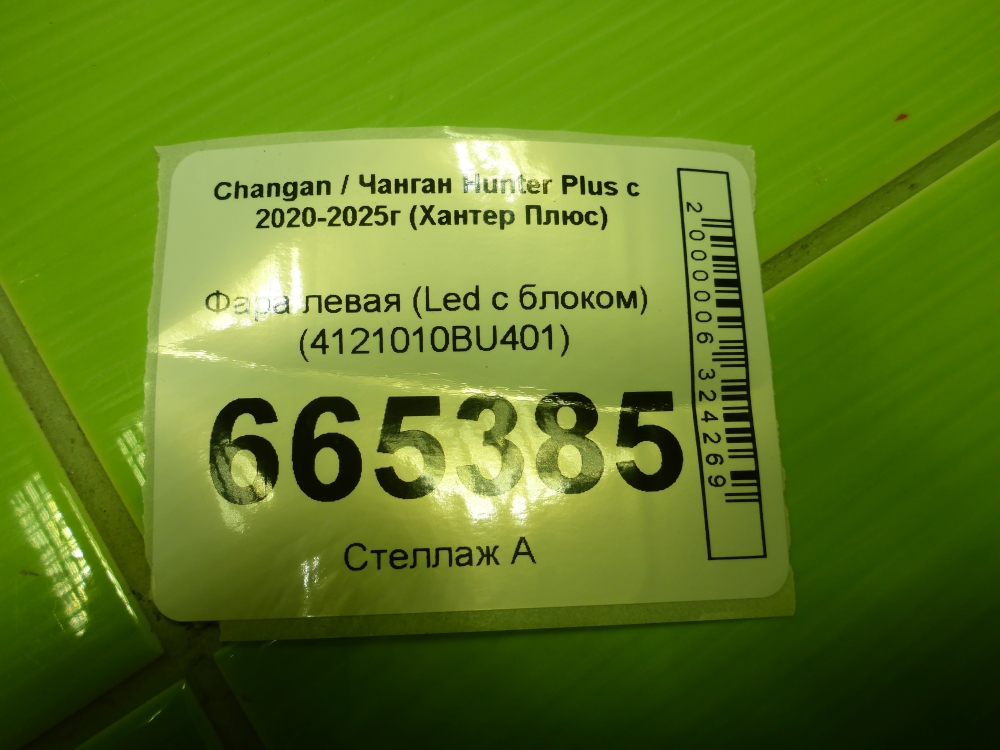 Changan / Чанган Hunter Plus с
2020-2025г (Хантер Плюс)
Фара левая (Led с блоком)
(4121010BU401)
665385
Стеллаж А
2000006324269